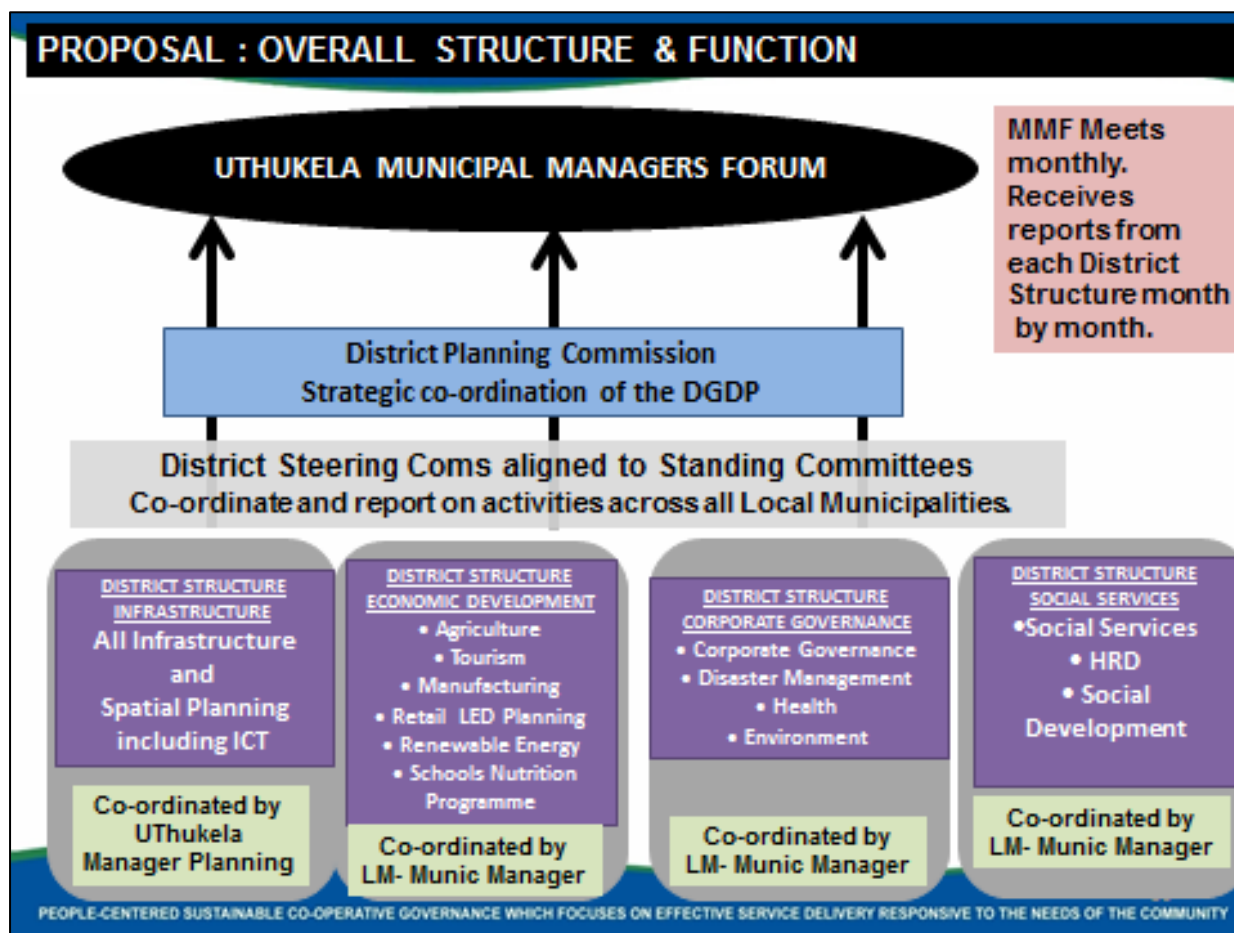 PROPOSAL : OVERALL STRUCTURE & FUNCTION
UTHUKELA MUNICIPAL MANAGERS FORUM
MMF Meets
monthly.
Receives
reports from
each District
Structure month
by month.
District Planning Commission
Strategic co-ordination of the DGDP
District Steering Coms aligned to Standing Committees
Co-ordinate and report on activities across all Local Municipalities.
DISTRICT STRUCTURE
INFRASTRUCTURE
All Infrastructure
and
Spatial Planning
including ICT
Co-ordinated by
UThukela
Manager Planning
DISTRICT STRUCTURE
ECONOMIC DEVELOPMENT
• Agriculture
• Tourism
• Manufacturing
• Retail LED Planning
• Renewable Energy
• Schools Nutrition
Programme
Co-ordinated by
LM- Munic Manager
DISTRICT STRUCTURE
CORPORATE GOVERNANCE
• Corporate Governance
• Disaster Management
• Health
• Environment
Co-ordinated by
LM- Munic Manager
DISTRICT STRUCTURE
SOCIAL SERVICES
•Social Services
• HRD
• Social
Development
Co-ordinated by
LM- Munic Manager
PEOPLE-CENTERED SUSTAINABLE CO-OPERATIVE GOVERNANCE WHICH FOCUSES ON EFFECTIVE SERVICE DELIVERY RESPONSIVE TO THE NEEDS OF THE COMMUNITY